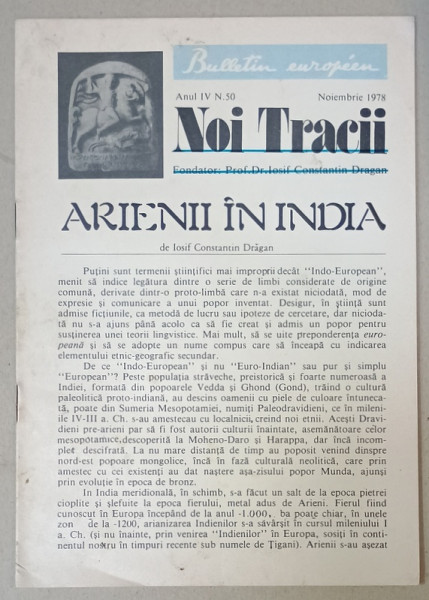 Bulletin européen
Anul IV N.50 Noiembrie 1978
Noi Tracii
Fondator: Prof.Dr.Iosif Constantin Dragan
ARIENII ÎN INDIA
de Iosif Constantin Drăgan
Puţini sunt termenii ştiinţifici mai improprii decât "Indo-European",
menit să indice legătura dintre o serie de limbi considerate de origine
comună, derivate dintr-o proto-limbă care n-a existat niciodată, mod de
expresie şi comunicare a unui popor inventat. Desigur, în ştiinţă sunt
admise ficţiunile, ca metodă de lucru sau ipoteze de cercetare, dar nicioda-
tă nu s-a ajuns până acolo ca să fie creat şi admis un popor pentru
susţinerea unei teorii lingvistice. Mai mult, să se uite preponderenţa euro-
peană şi să se adopte un nume compus care să înceapă cu indicarea
elementului etnic-geografic secundar.
De ce "Indo-European" şi nu "Euro-Indian" sau pur şi simplu
"European"? Peste populaţia străveche, preistorică şi foarte numeroasă a
Indiei, formată din popoarele Vedda şi Ghond (Gond), trăind o cultură
paleolitică proto-indiană, au descins oamenii cu piele de culoare întuneca-
tă, poate din Sumeria Mesopotamiei, numiţi Paleodravidieni, ce în mileni-
ile IV-III a. Ch. s-au amestecau cu localnicii, creind noi etnii. Aceşti Dravi-
dieni pre-arieni par să fi fost autorii culturii înaintate, asemănătoare celor
mesopotamice, descoperită la Moheno-Daro şi Harappa, dar încă incom-
plet descifrată. La nu mare distanţă de timp au poposit venind dinspre
nord-est popoare mongolice, încă în fază culturală neolitică, care prin
amestec cu cei existenţi au dat naştere aşa-zisului popor Munda, ajunşi
prin evoluţie în epoca de bronz.
In India meridională, în schimb, s-a făcut un salt de la epoca pietrei
cioplite şi şlefuite la epoca fierului, metal adus de Arieni. Fierul fiind
cunoscut în Europa începând de la anul -1.000, ba poate chiar, în unele
zon de la -1200, arianizarea Indienilor s-a săvârşit în cursul mileniului I
a. Ch. (şi nu înainte, prin venirea "Indienilor" în Europa, sosiţi în conti-
nentul nostru în timpuri recente sub numele de Ţigani). Arienii s-au aşezat